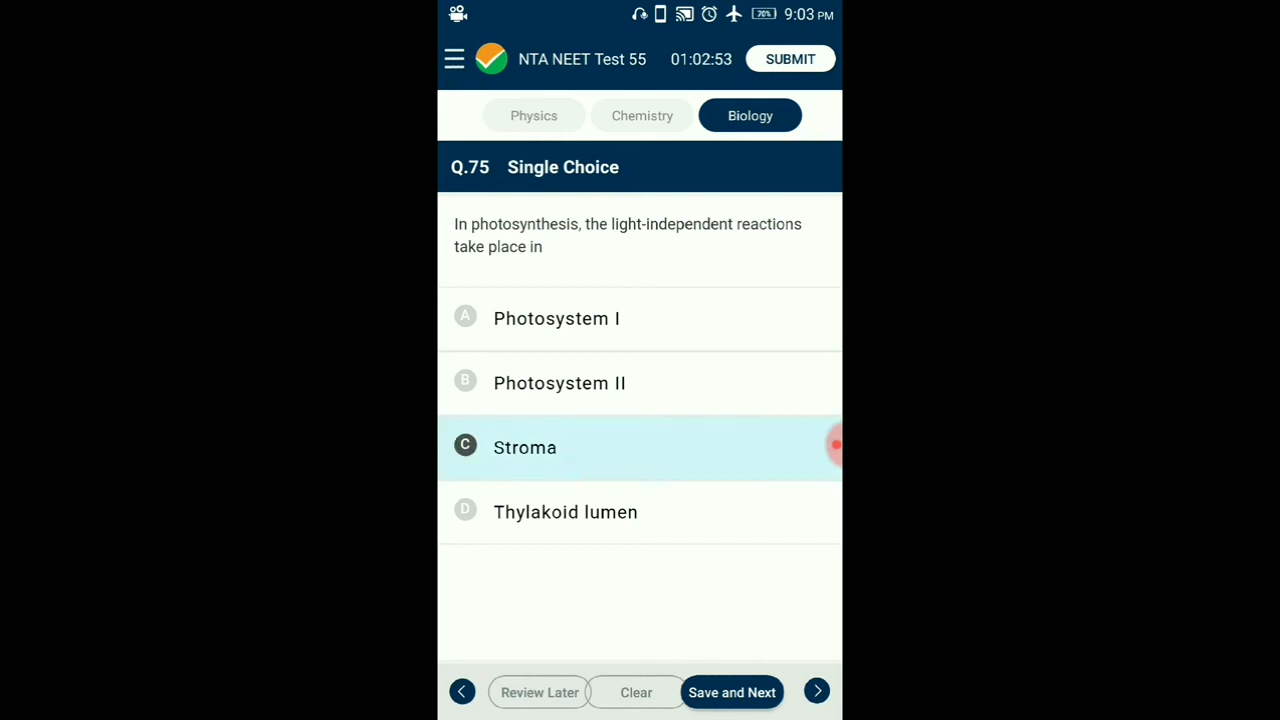 70% 9:03 PM
NTA NEET Test 55 01:02:53 SUBMIT
Physics Chemistry Biology
Q.75 Single Choice
In photosynthesis, the light-independent reactions
take place in
A Photosystem I
B Photosystem II
C Stroma
D Thylakoid lumen
Review Later Clear Save and Next